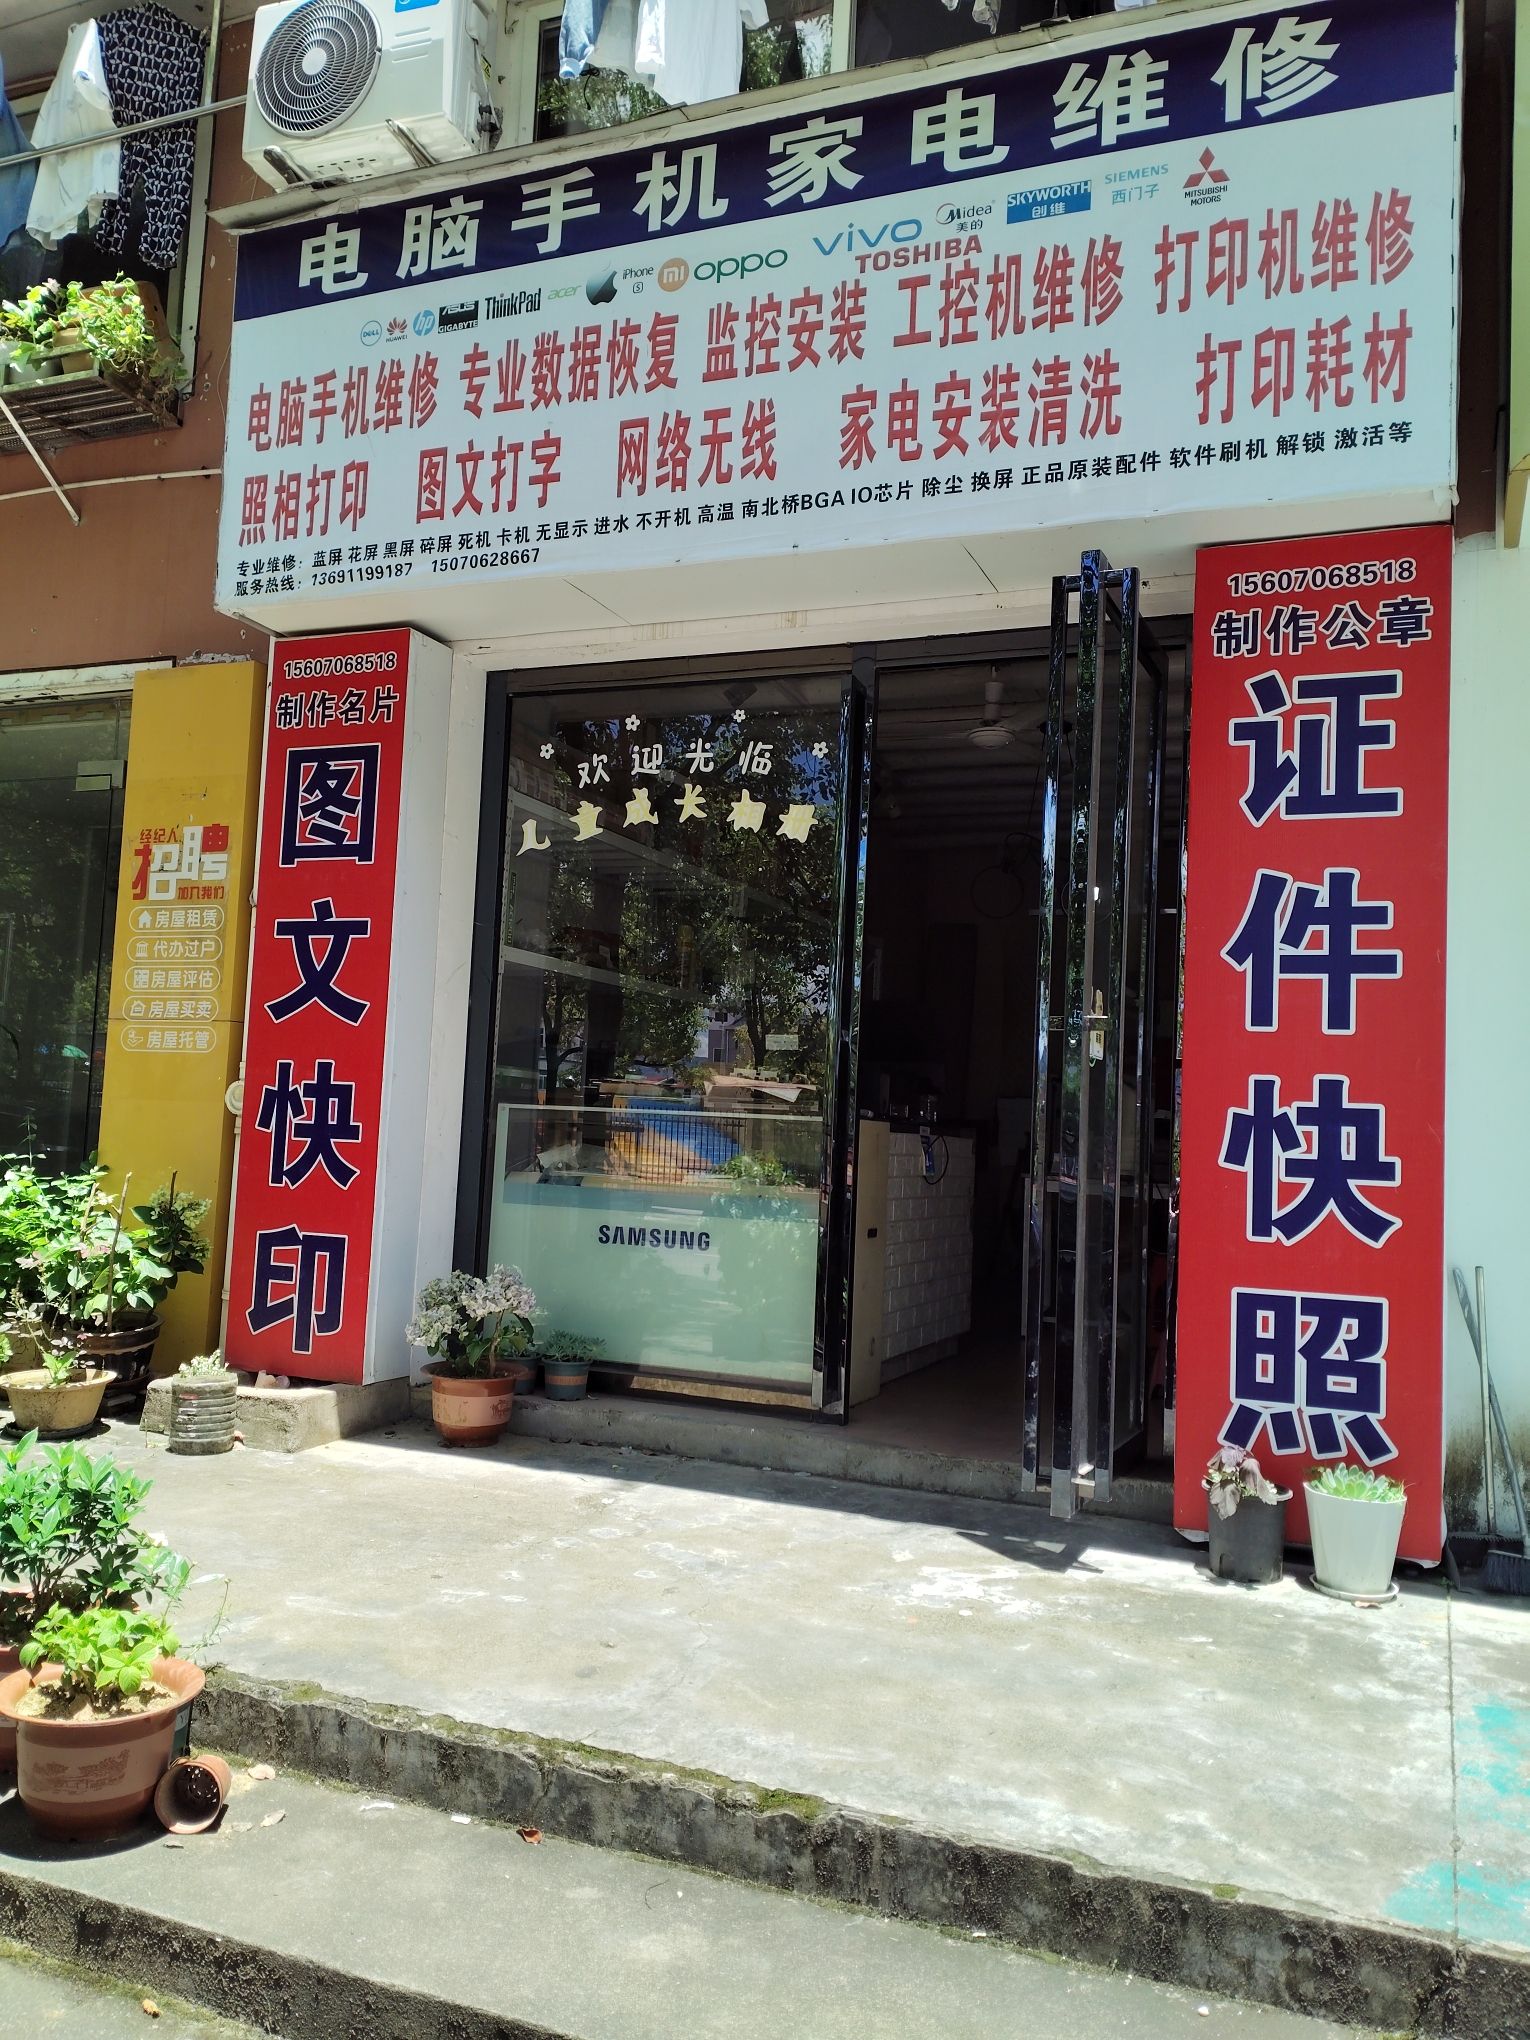 电脑手机家电维修
DELL HUAWEI hp ASUS GIGABYTE ThinkPad acer iPhone S mi oppo vivo TOSHIBA Midea 美的 SKYWORTH 创维 SIEMENS 西门子 MITSUBISHI MOTORS
电脑手机维修 专业数据恢复 监控安装 工控机维修 打印机维修
照相打印 图文打字 网络无线 家电安装清洗 打印耗材
专业维修：蓝屏 花屏 黑屏 碎屏 死机 卡机 无显示 进水 不开机 高温 南北桥BGA IO芯片 除尘 换屏 正品原装配件 软件刷机 解锁 激活等
服务热线：13691199187 15070628667
15607068518
制作名片
图文快印
欢迎光临
儿童成长相册
SAMSUNG
15607068518
制作公章
证件快照
经纪人
招聘
加入我们
房屋租赁
代办过户
房屋评估
房屋买卖
房屋托管